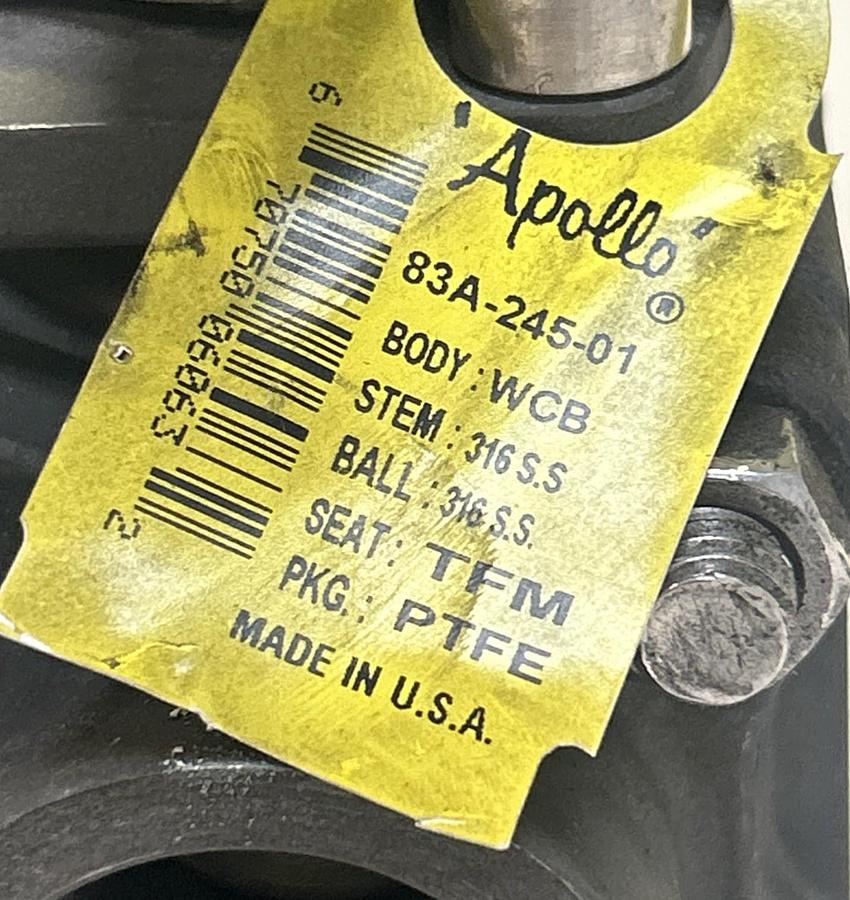 "Apollo"®
83A-245-01
BODY: WCB
STEM: 316 S.S
BALL: 316 S.S.
SEAT: TFM
PKG.: PTFE
MADE IN U.S.A.
6 70750 06063 2